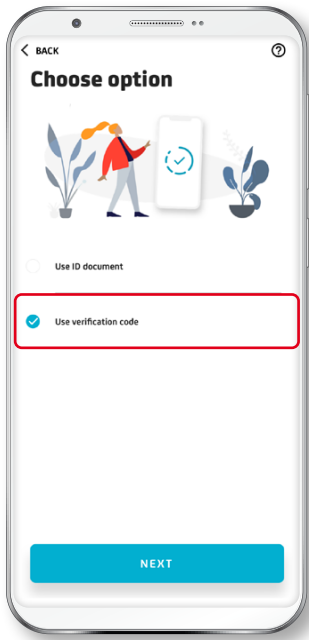 BACK
Choose option
Use ID document
Use verification code
NEXT